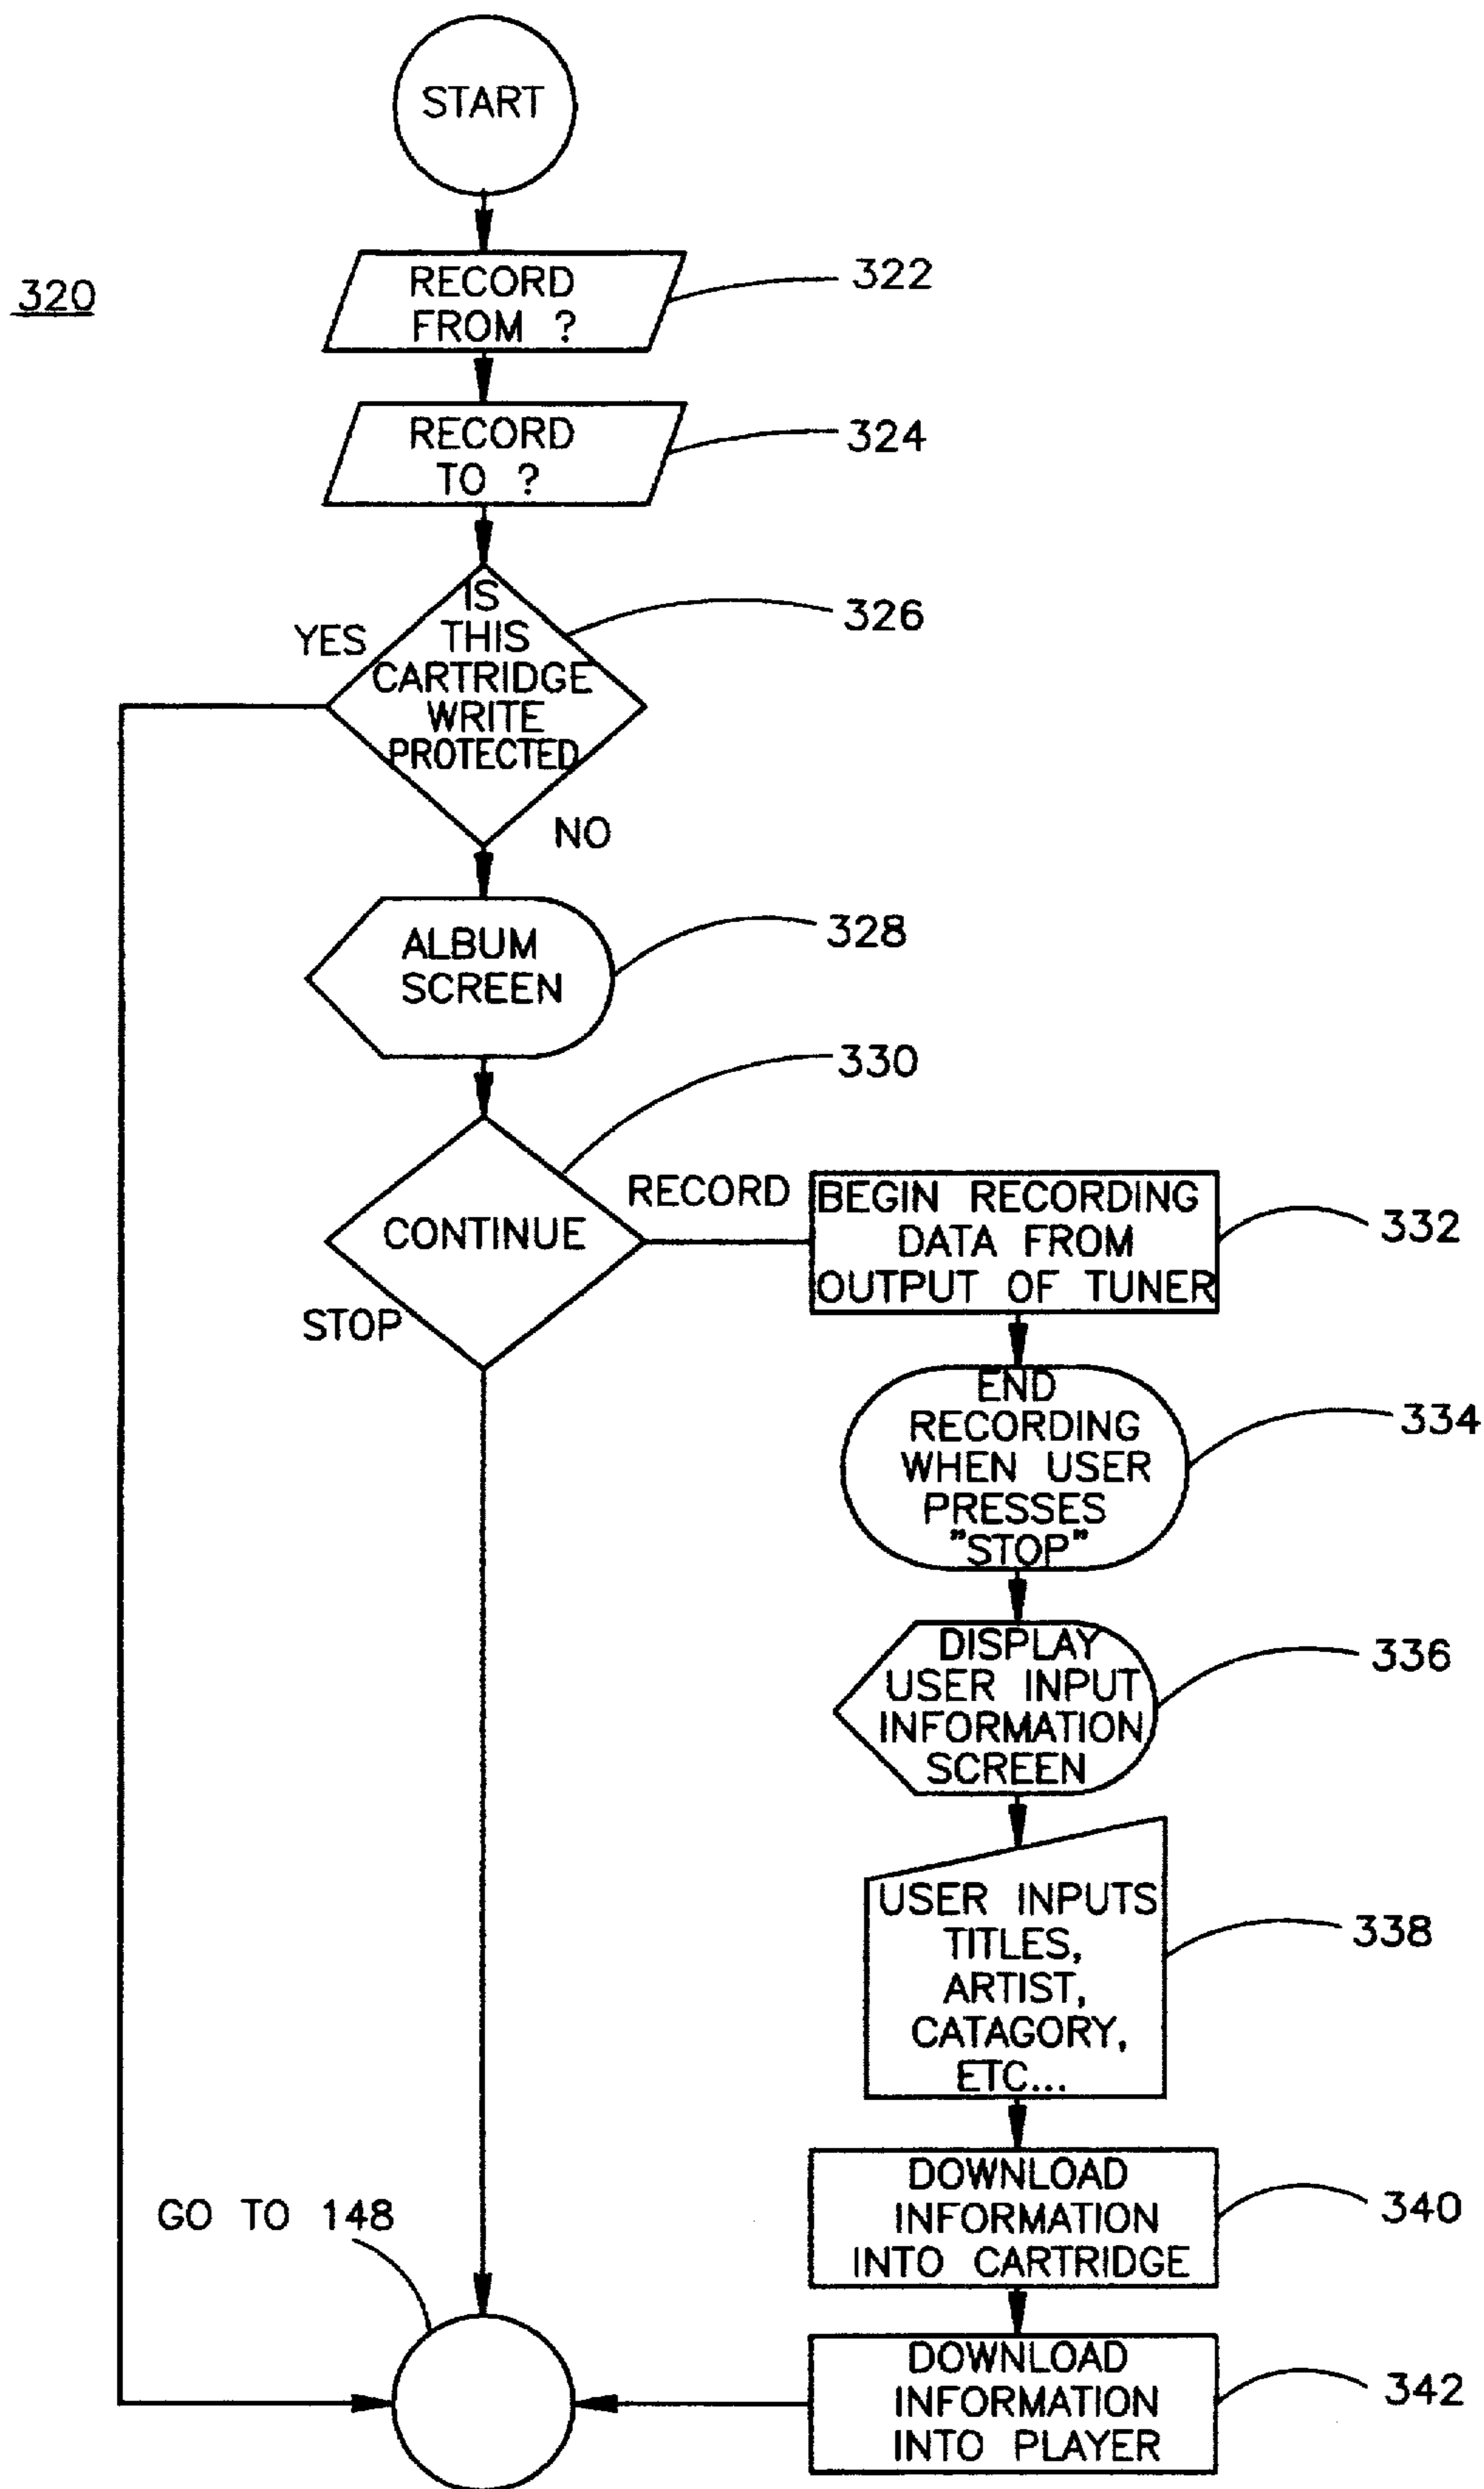 START
320
RECORD
FROM ?
322
RECORD
TO ?
324
IS
THIS
CARTRIDGE
WRITE
PROTECTED
326
YES
NO
ALBUM
SCREEN
328
CONTINUE
330
RECORD
STOP
BEGIN RECORDING
DATA FROM
OUTPUT OF TUNER
332
END
RECORDING
WHEN USER
PRESSES
"STOP"
334
DISPLAY
USER INPUT
INFORMATION
SCREEN
336
USER INPUTS
TITLES,
ARTIST,
CATAGORY,
ETC...
338
DOWNLOAD
INFORMATION
INTO CARTRIDGE
340
GO TO 148
DOWNLOAD
INFORMATION
INTO PLAYER
342